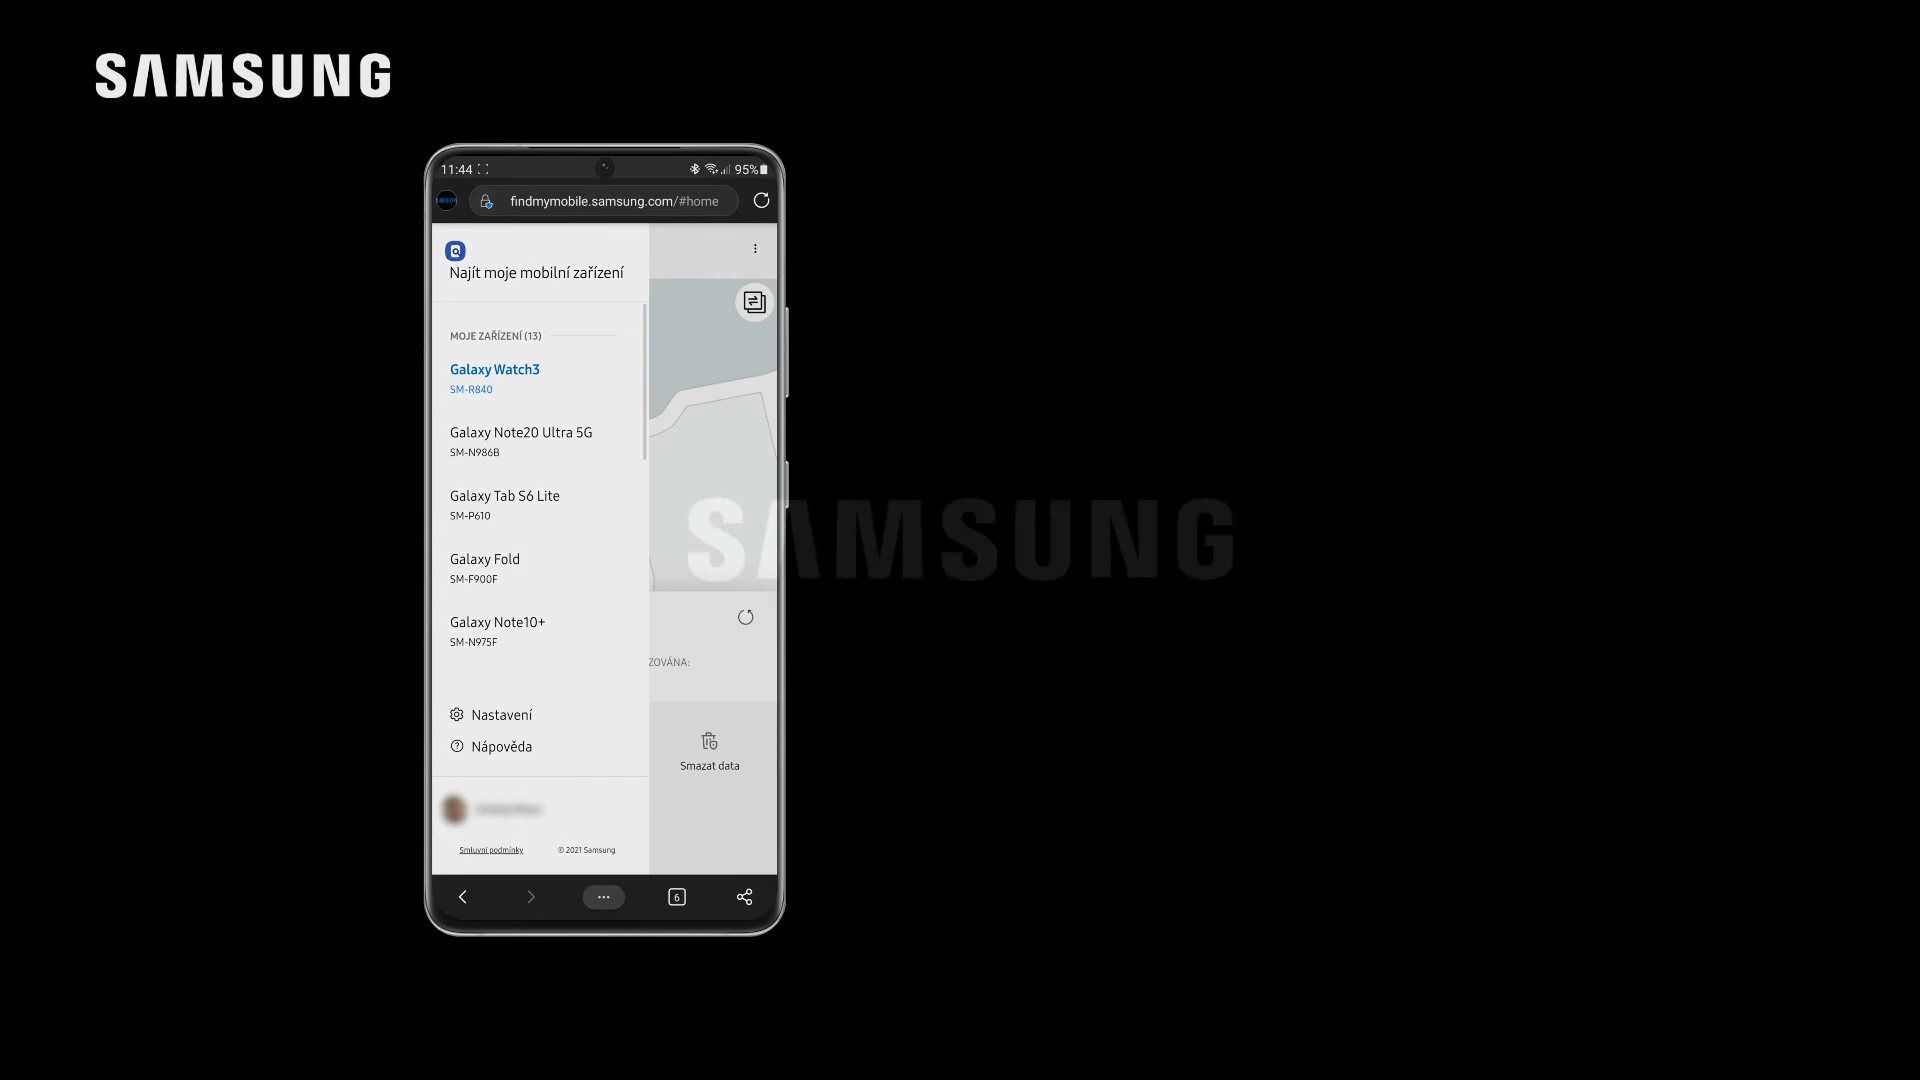 SAMSUNG
11:44
95%
findmymobile.samsung.com/#home
Najít moje mobilní zařízení
MOJE ZAŘÍZENÍ (13)
Galaxy Watch3
SM-R840
Galaxy Note20 Ultra 5G
SM-N986B
Galaxy Tab S6 Lite
SM-P610
Galaxy Fold
SM-F900F
Galaxy Note10+
SM-N975F
SAMSUNG
ZOVÁNA:
Nastavení
Nápověda
Smazat data
Smluvní podmínky
© 2021 Samsung
6